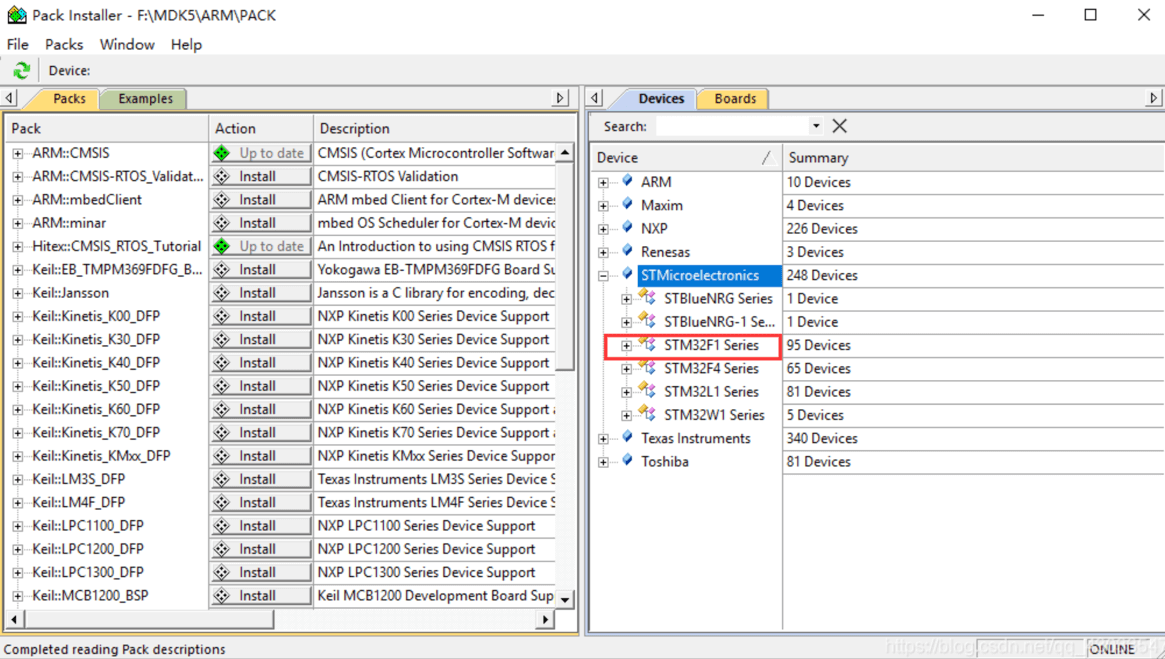 Pack Installer - F:\MDK5\ARM\PACK
File Packs Window Help
Device:
Packs Examples
Pack Action Description
ARM::CMSIS Up to date CMSIS (Cortex Microcontroller Softwar
ARM::CMSIS-RTOS_Validat... Install CMSIS-RTOS Validation
ARM::mbedClient Install ARM mbed Client for Cortex-M devices
ARM::minar Install mbed OS Scheduler for Cortex-M devic
Hitex::CMSIS_RTOS_Tutorial Up to date An Introduction to using CMSIS RTOS f
Keil::EB_TMPM369FDFG_B... Install Yokogawa EB-TMPM369FDFG Board Su
Keil::Jansson Install Jansson is a C library for encoding, dec
Keil::Kinetis_K00_DFP Install NXP Kinetis K00 Series Device Support
Keil::Kinetis_K30_DFP Install NXP Kinetis K30 Series Device Support
Keil::Kinetis_K40_DFP Install NXP Kinetis K40 Series Device Support
Keil::Kinetis_K50_DFP Install NXP Kinetis K50 Series Device Support
Keil::Kinetis_K60_DFP Install NXP Kinetis K60 Series Device Support
Keil::Kinetis_K70_DFP Install NXP Kinetis K70 Series Device Support
Keil::Kinetis_KMxx_DFP Install NXP Kinetis KMxx Series Device Suppor
Keil::LM3S_DFP Install Texas Instruments LM3S Series Device S
Keil::LM4F_DFP Install Texas Instruments LM4F Series Device S
Keil::LPC1100_DFP Install NXP LPC1100 Series Device Support
Keil::LPC1200_DFP Install NXP LPC1200 Series Device Support
Keil::LPC1300_DFP Install NXP LPC1300 Series Device Support
Keil::MCB1200_BSP Install Keil MCB1200 Development Board Sup
Devices Boards
Search:
Device Summary
ARM 10 Devices
Maxim 4 Devices
NXP 226 Devices
Renesas 3 Devices
STMicroelectronics 248 Devices
STBlueNRG Series 1 Device
STBlueNRG-1 Se... 1 Device
STM32F1 Series 95 Devices
STM32F4 Series 65 Devices
STM32L1 Series 81 Devices
STM32W1 Series 5 Devices
Texas Instruments 340 Devices
Toshiba 81 Devices
Completed reading Pack descriptions
ONLINE